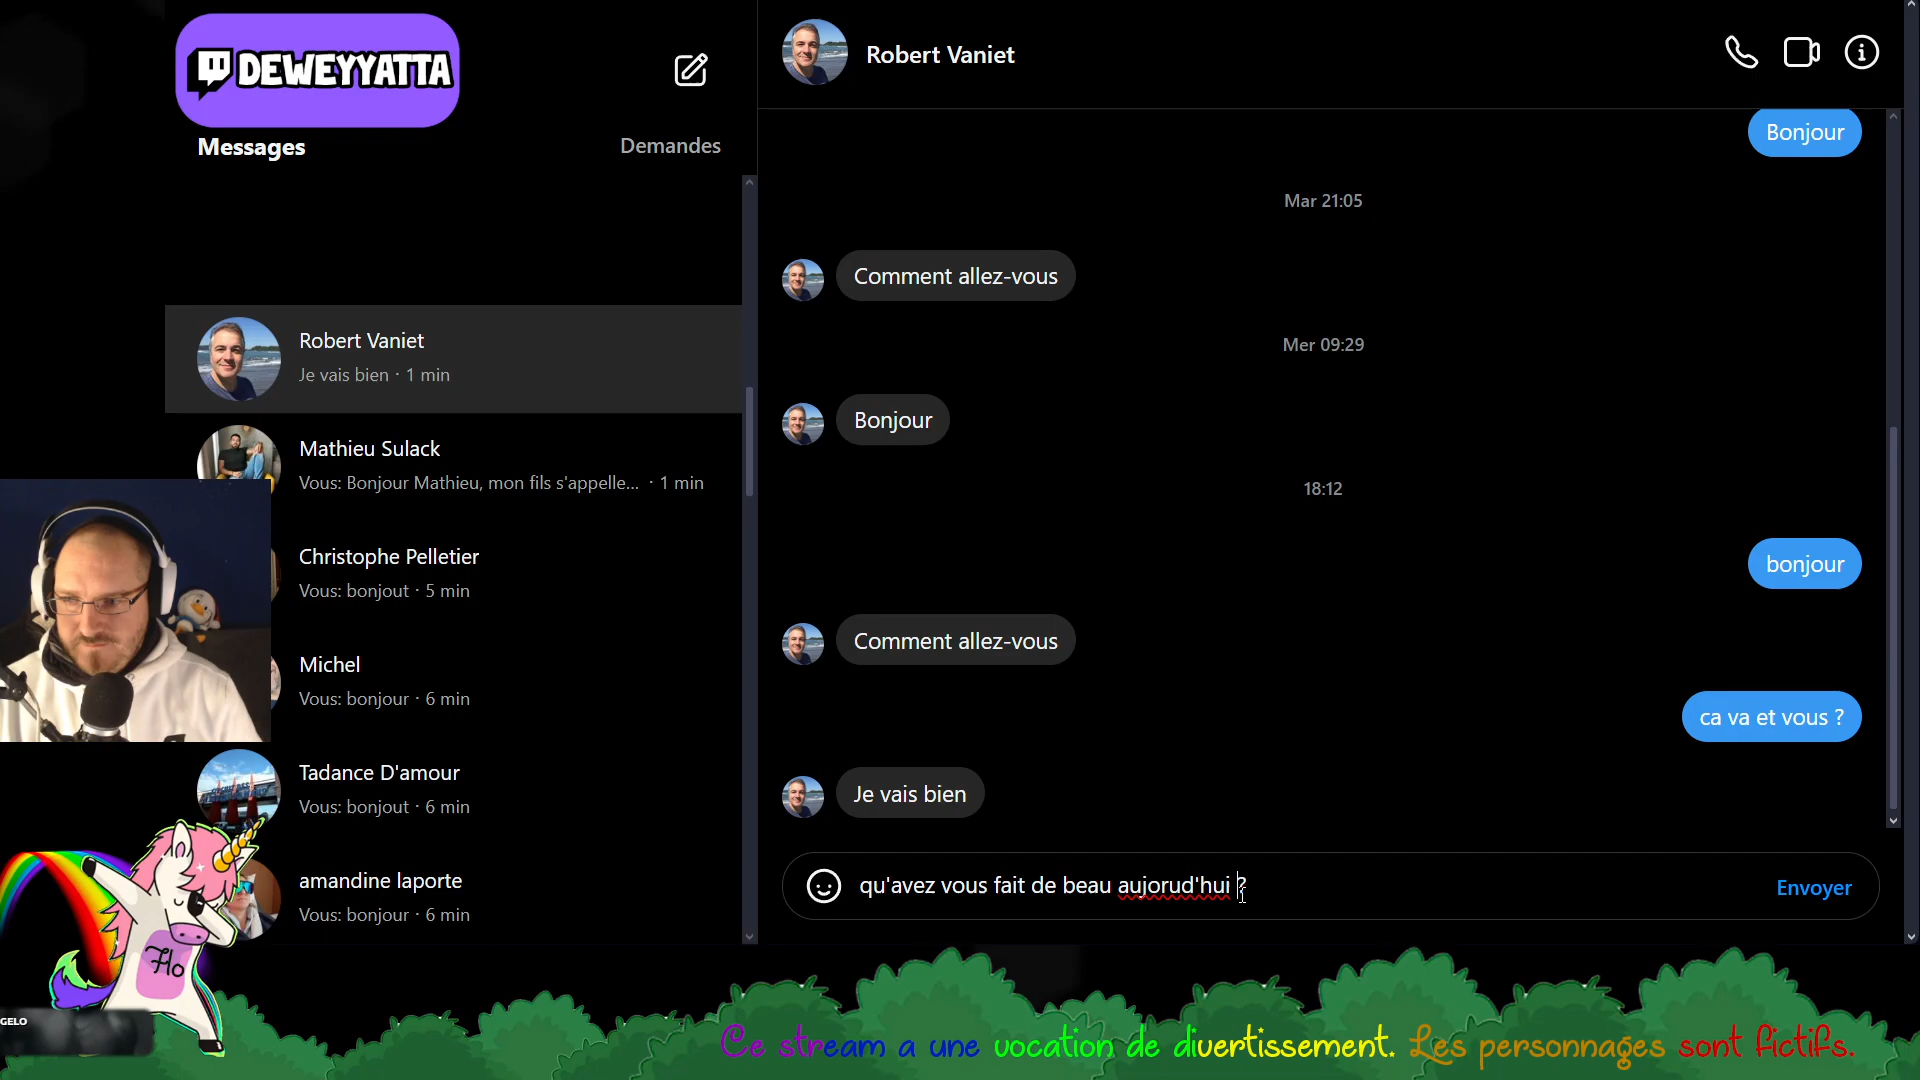 DEWEYYATTA
Messages
Demandes
Robert Vaniet
Je vais bien · 1 min
Mathieu Sulack
Vous: Bonjour Mathieu, mon fils s'appelle... · 1 min
Christophe Pelletier
Vous: bonjout · 5 min
Michel
Vous: bonjour · 6 min
Tadance D'amour
Vous: bonjout · 6 min
amandine laporte
Vous: bonjour · 6 min
Robert Vaniet
Bonjour
Mar 21:05
Comment allez-vous
Mer 09:29
Bonjour
18:12
bonjour
Comment allez-vous
ca va et vous ?
Je vais bien
qu'avez vous fait de beau aujorud'hui ?
Envoyer
Flo
GELO
Ce stream a une vocation de divertissement. Les personnages sont fictifs.